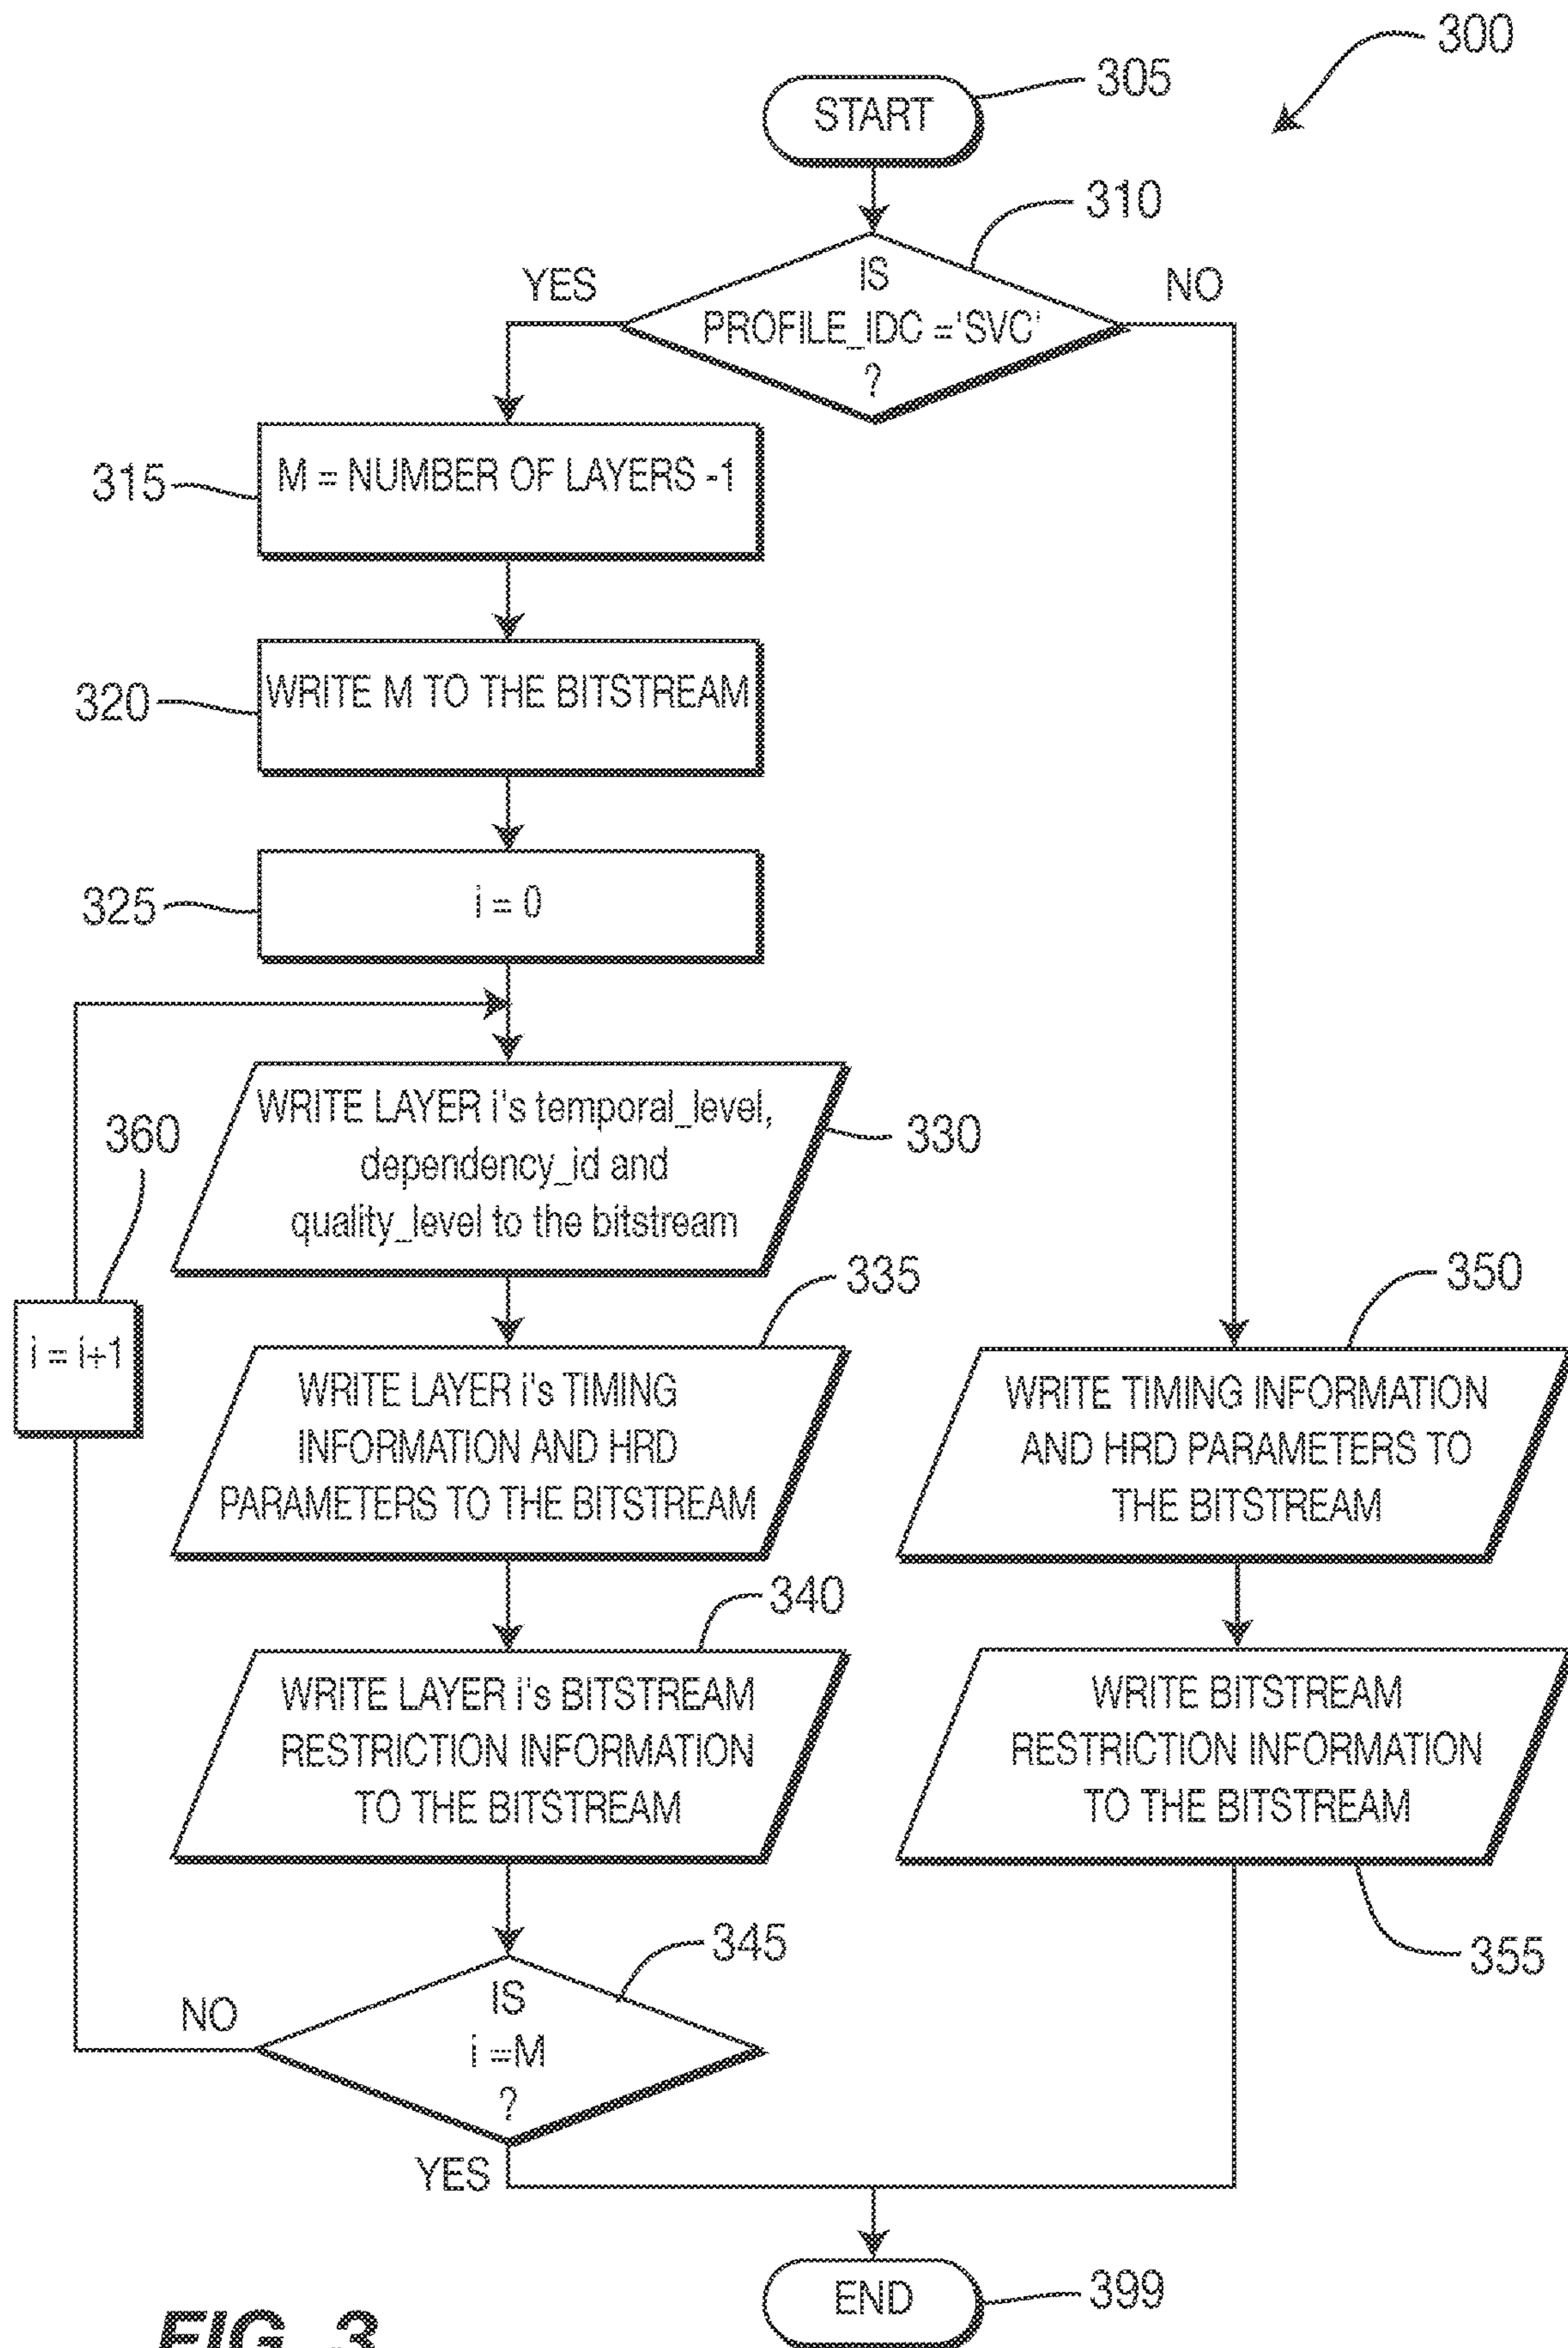 300
START
305
310
IS
PROFILE_IDC ='SVC'
?
YES
NO
315
M = NUMBER OF LAYERS -1
320
WRITE M TO THE BITSTREAM
325
i = 0
360
i = i+1
WRITE LAYER i's temporal_level,
dependency_id and
quality_level to the bitstream
330
335
WRITE LAYER i's TIMING
INFORMATION AND HRD
PARAMETERS TO THE BITSTREAM
350
WRITE TIMING INFORMATION
AND HRD PARAMETERS TO
THE BITSTREAM
340
WRITE LAYER i's BITSTREAM
RESTRICTION INFORMATION
TO THE BITSTREAM
WRITE BITSTREAM
RESTRICTION INFORMATION
TO THE BITSTREAM
355
345
IS
i =M
?
NO
YES
END
399
FIG. 3